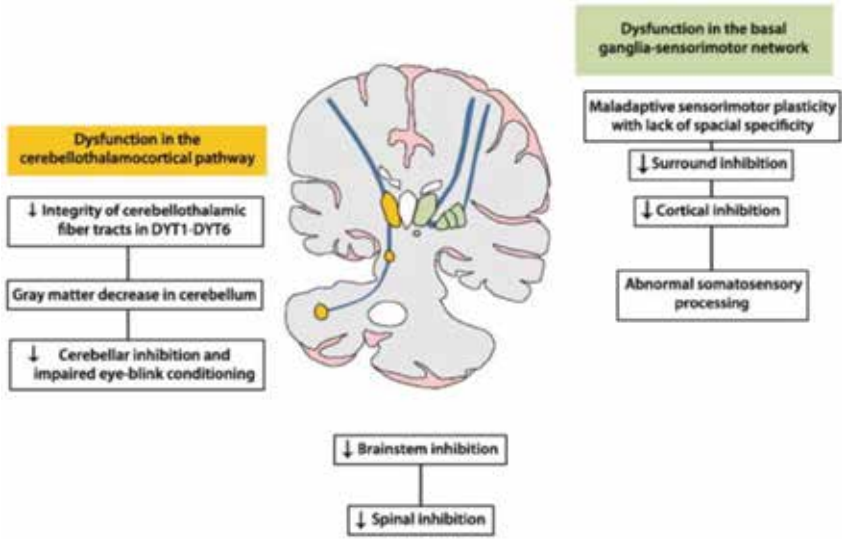 Dysfunction in the
cerebellothalamocortical pathway
↓ Integrity of cerebellothalamic
fiber tracts in DYT1-DYT6
Gray matter decrease in cerebellum
↓ Cerebellar inhibition and
impaired eye-blink conditioning
Dysfunction in the basal
ganglia-sensorimotor network
Maladaptive sensorimotor plasticity
with lack of spacial specificity
↓ Surround inhibition
↓ Cortical inhibition
Abnormal somatosensory
processing
↓ Brainstem inhibition
↓ Spinal inhibition